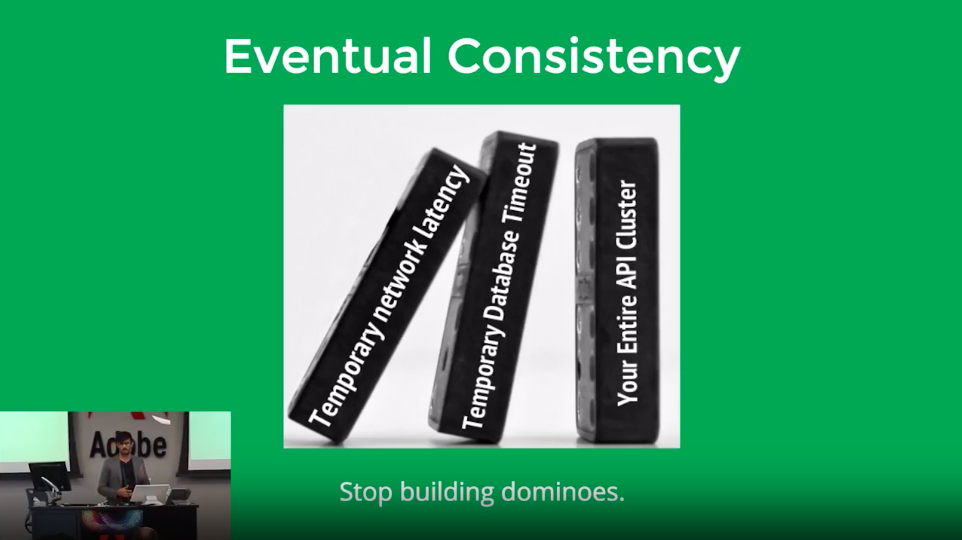 Eventual Consistency
Temporary network latency
Temporary Database Timeout
Your Entire API Cluster
Adobe
Stop building dominoes.